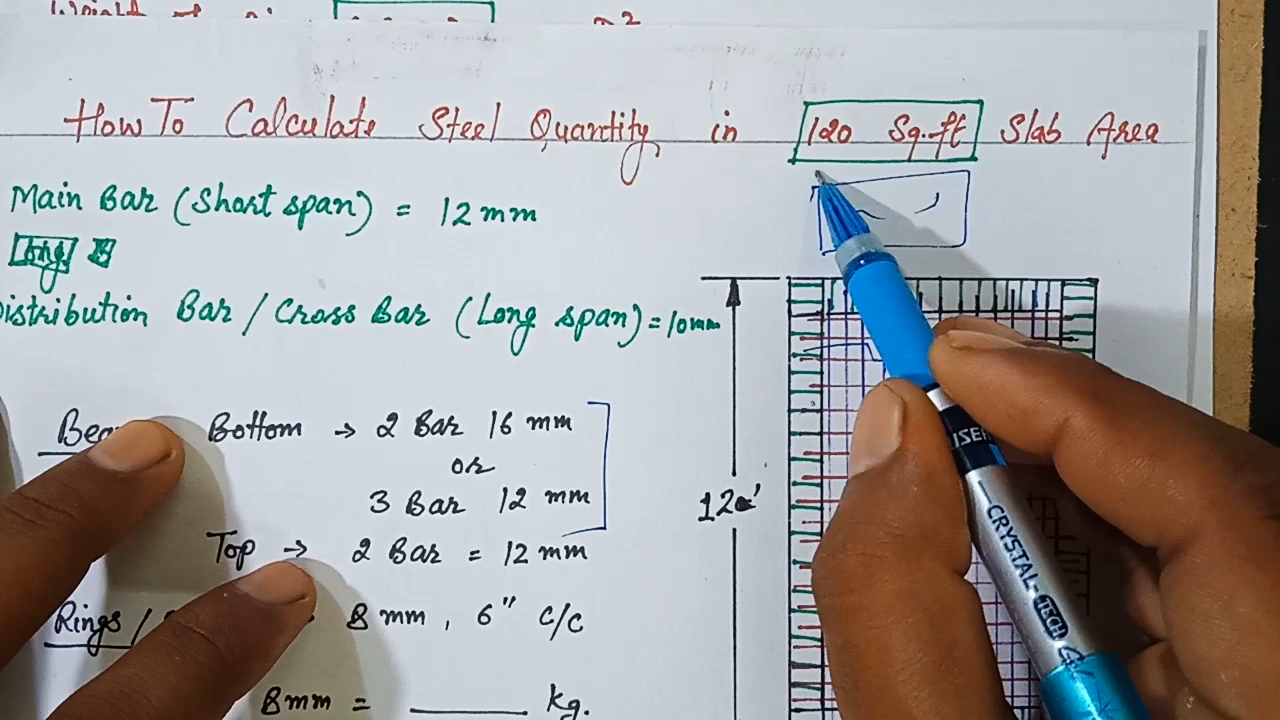 How To Calculate Steel Quantity in 120 Sq.ft Slab Area
Main Bar (Short span) = 12 mm
Long
Distribution Bar / Cross Bar (Long span) = 10mm
Bottom → 2 Bar 16 mm
or
3 Bar 12 mm
12'
Top → 2 Bar = 12 mm
Rings / 8 mm, 6" c/c
8mm = ______ kg.
CRYSTAL-